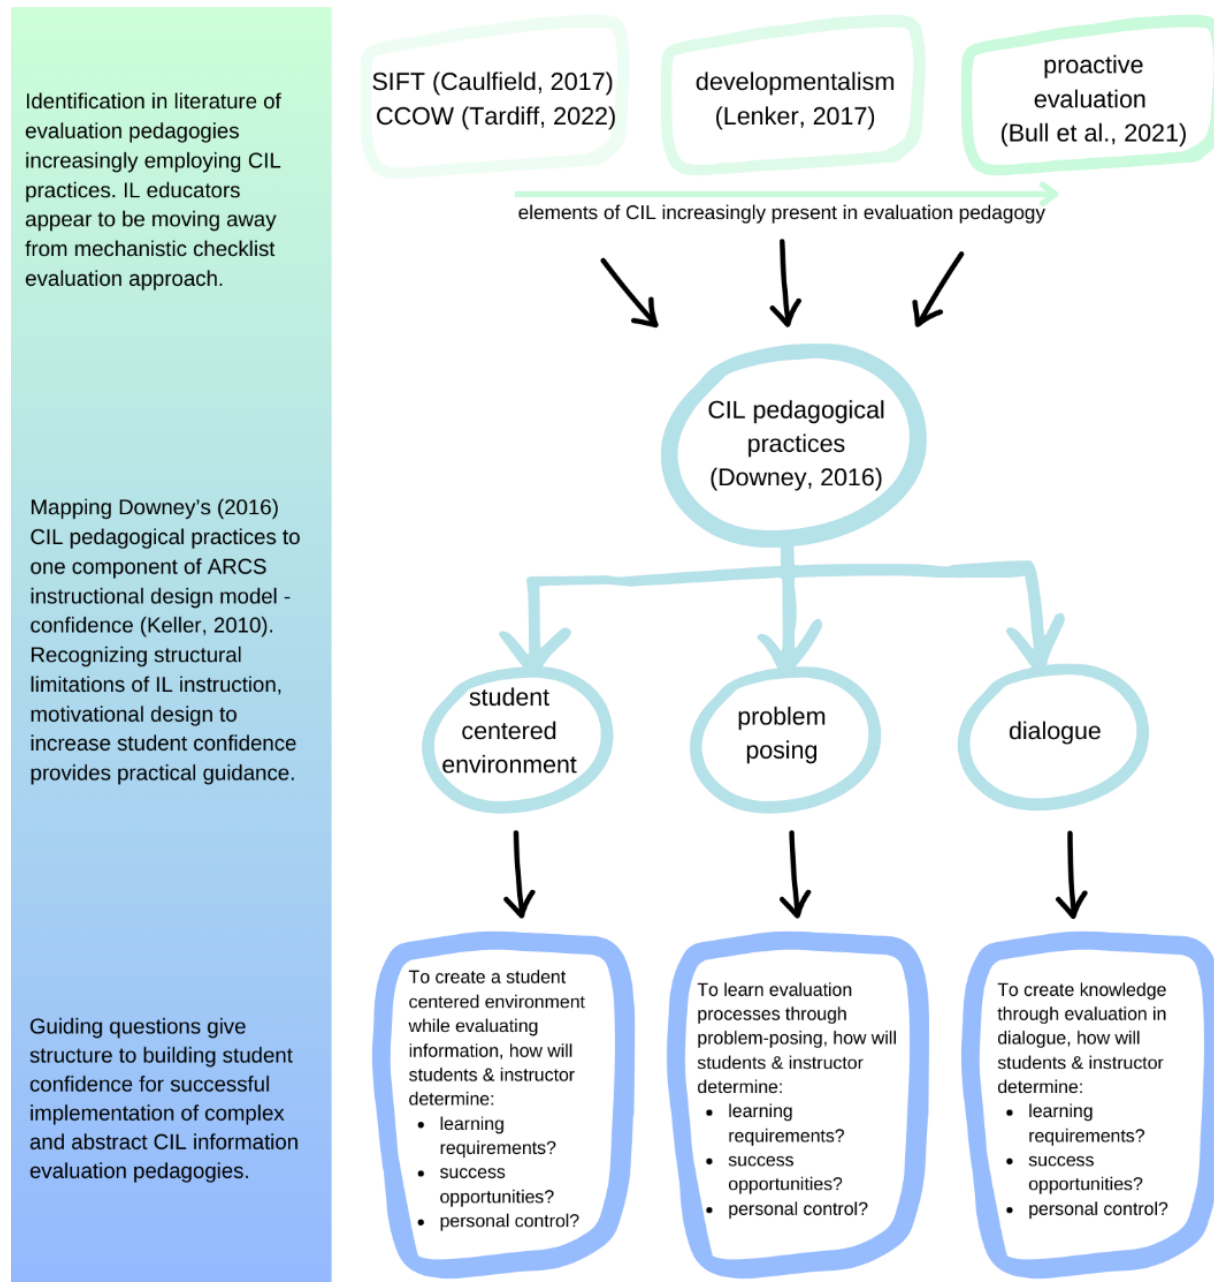 Identification in literature of
evaluation pedagogies
increasingly employing CIL
practices. IL educators
appear to be moving away
from mechanistic checklist
evaluation approach.
SIFT (Caulfield, 2017)
CCOW (Tardiff, 2022)
developmentalism
(Lenker, 2017)
proactive
evaluation
(Bull et al., 2021)
elements of CIL increasingly present in evaluation pedagogy
Mapping Downey's (2016)
CIL pedagogical practices to
one component of ARCS
instructional design model -
confidence (Keller, 2010).
Recognizing structural
limitations of IL instruction,
motivational design to
increase student confidence
provides practical guidance.
CIL pedagogical
practices
(Downey, 2016)
student
centered
environment
problem
posing
dialogue
Guiding questions give
structure to building student
confidence for successful
implementation of complex
and abstract CIL information
evaluation pedagogies.
To create a student
centered environment
while evaluating
information, how will
students & instructor
determine:
• learning
requirements?
• success
opportunities?
• personal control?
To learn evaluation
processes through
problem-posing, how will
students & instructor
determine:
• learning
requirements?
• success
opportunities?
• personal control?
To create knowledge
through evaluation in
dialogue, how will
students & instructor
determine:
• learning
requirements?
• success
opportunities?
• personal control?